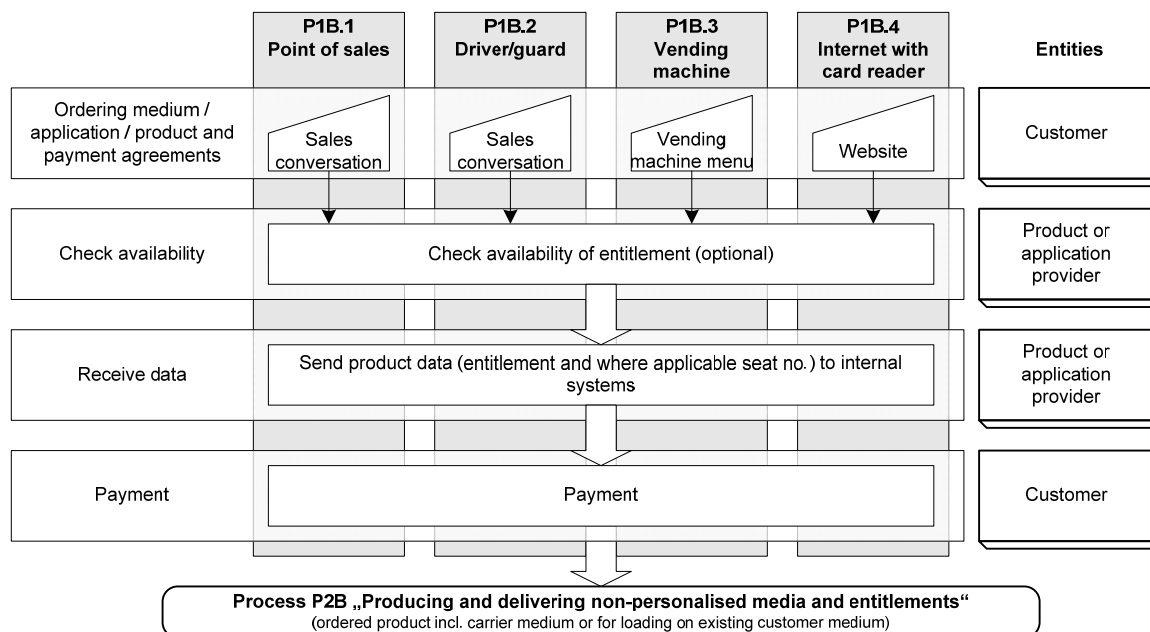 P1B.1
Point of sales
P1B.2
Driver/guard
P1B.3
Vending
machine
P1B.4
Internet with
card reader
Entities
Ordering medium /
application / product and
payment agreements
Sales
conversation
Sales
conversation
Vending
machine menu
Website
Customer
Check availability
Check availability of entitlement (optional)
Product or
application
provider
Receive data
Send product data (entitlement and where applicable seat no.) to internal
systems
Product or
application
provider
Payment
Payment
Customer
Process P2B „Producing and delivering non-personalised media and entitlements“
(ordered product incl. carrier medium or for loading on existing customer medium)